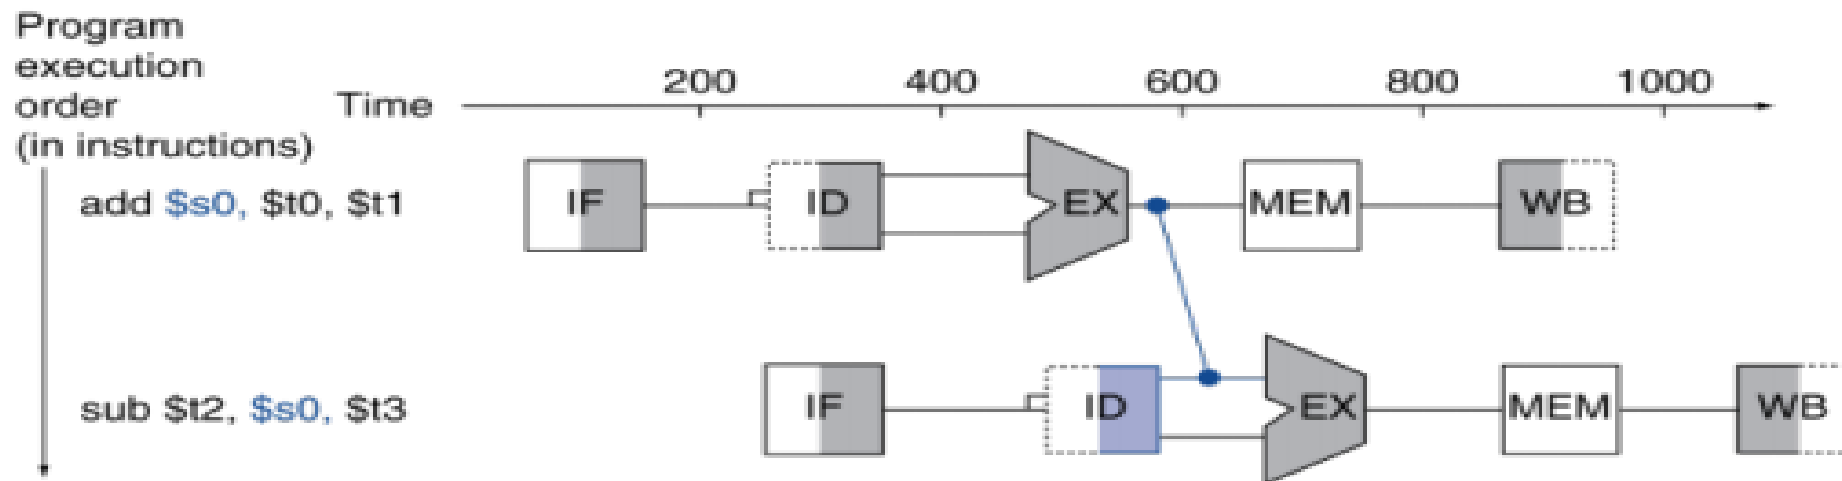 Program
execution
order
(in instructions)
Time
200 400 600 800 1000
add $s0, $t0, $t1
IF ID EX MEM WB
sub $t2, $s0, $t3
IF ID EX MEM WB